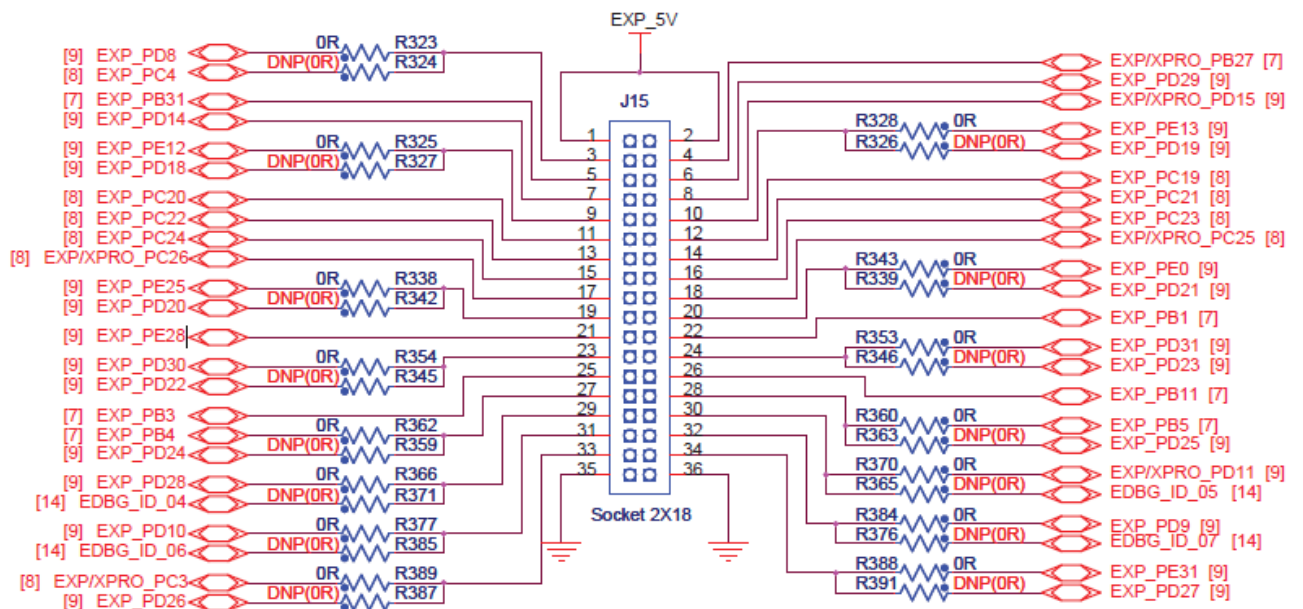 EXP_5V
J15
[9] EXP_PD8 0R R323
[8] EXP_PC4 DNP(0R) R324
[7] EXP_PB31
[9] EXP_PD14
[9] EXP_PE12 0R R325
[9] EXP_PD18 DNP(0R) R327
[8] EXP_PC20
[8] EXP_PC22
[8] EXP_PC24
[8] EXP/XPRO_PC26
[9] EXP_PE25 0R R338
[9] EXP_PD20 DNP(0R) R342
[9] EXP_PE28
[9] EXP_PD30 0R R354
[9] EXP_PD22 DNP(0R) R345
[7] EXP_PB3
[7] EXP_PB4 0R R362
[9] EXP_PD24 DNP(0R) R359
[9] EXP_PD28 0R R366
[14] EDBG_ID_04 DNP(0R) R371
[9] EXP_PD10 0R R377
[14] EDBG_ID_06 DNP(0R) R385
[8] EXP/XPRO_PC3 0R R389
[9] EXP_PD26 DNP(0R) R387
1 2
3 4
5 6
7 8
9 10
11 12
13 14
15 16
17 18
19 20
21 22
23 24
25 26
27 28
29 30
31 32
33 34
35 36
Socket 2X18
EXP/XPRO_PB27 [7]
EXP_PD29 [9]
EXP/XPRO_PD15 [9]
R328 0R EXP_PE13 [9]
R326 DNP(0R) EXP_PD19 [9]
EXP_PC19 [8]
EXP_PC21 [8]
EXP_PC23 [8]
EXP/XPRO_PC25 [8]
R343 0R EXP_PE0 [9]
R339 DNP(0R) EXP_PD21 [9]
EXP_PB1 [7]
R353 0R EXP_PD31 [9]
R346 DNP(0R) EXP_PD23 [9]
EXP_PB11 [7]
R360 0R EXP_PB5 [7]
R363 DNP(0R) EXP_PD25 [9]
R370 0R EXP/XPRO_PD11 [9]
R365 DNP(0R) EDBG_ID_05 [14]
R384 0R EXP_PD9 [9]
R376 DNP(0R) EDBG_ID_07 [14]
R388 0R EXP_PE31 [9]
R391 DNP(0R) EXP_PD27 [9]